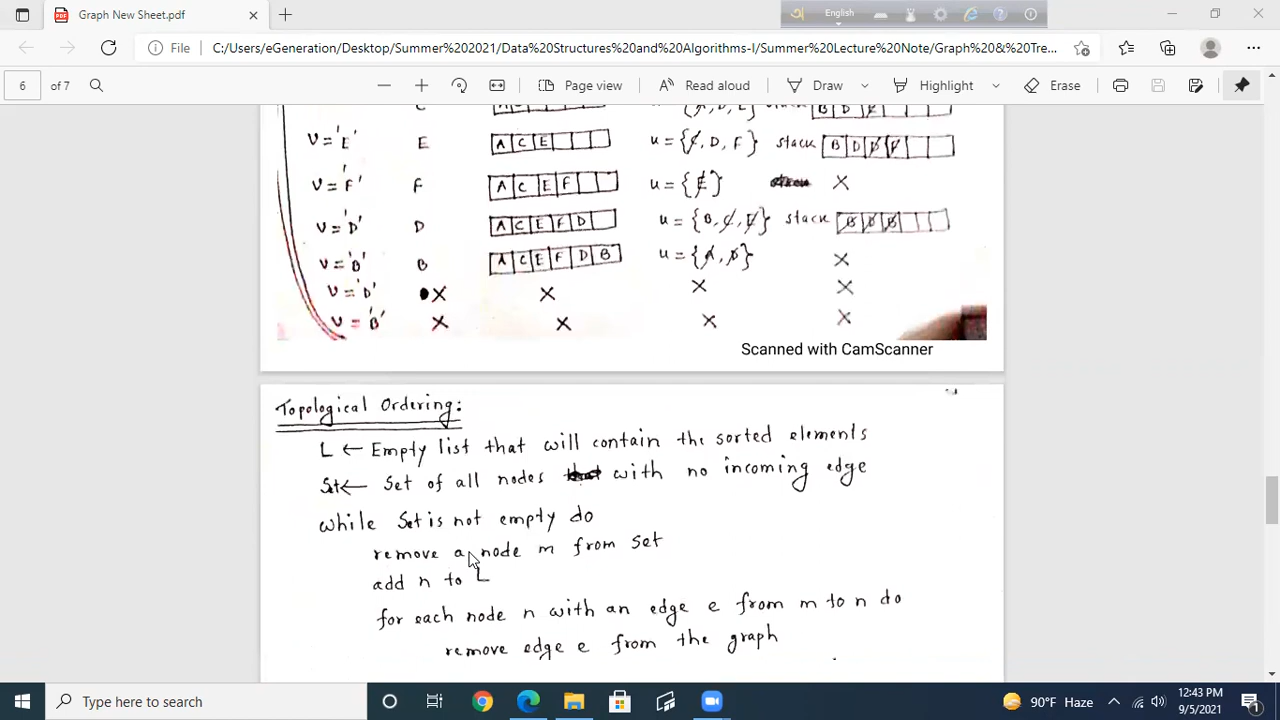 Graph New Sheet.pdf
English
File
C:/Users/eGeneration/Desktop/Summer%202021/Data%20Structures%20and%20Algorithms-I/Summer%20Lecture%20Note/Graph%20&%20Tre...
6 of 7
Page view
Read aloud
Draw
Highlight
Erase
V='E' E A C E u={C, D, F} stack B D E F
V='F' F A C E F u={E} X
V='D' D A C E F D u={B, C, E} stack B B B
V='B' B A C E F D B u={A, D} X
V='D' X X X X
V='B' X X X X
Scanned with CamScanner
Topological Ordering:
L ← Empty list that will contain the sorted elements
Set ← Set of all nodes with no incoming edge
while Set is not empty do
remove a node m from set
add n to L
for each node n with an edge e from m to n do
remove edge e from the graph
Type here to search
90°F Haze
12:43 PM
9/5/2021